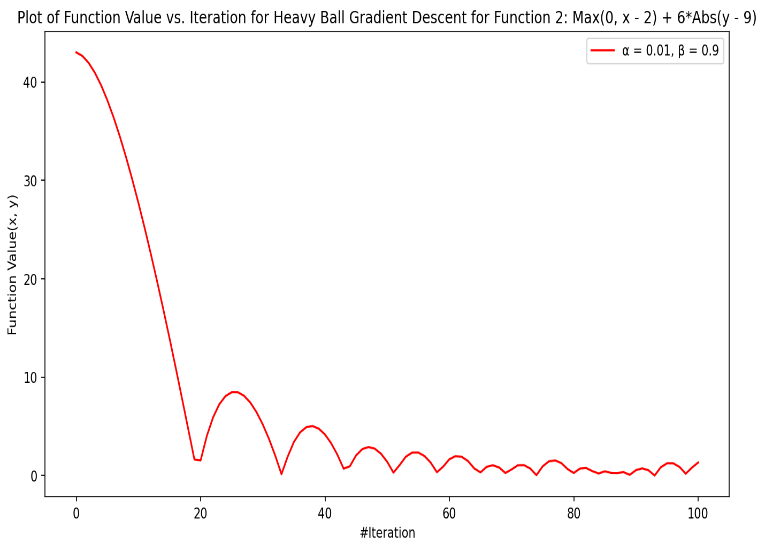 Plot of Function Value vs. Iteration for Heavy Ball Gradient Descent for Function 2: Max(0, x - 2) + 6*Abs(y - 9)
α = 0.01, β = 0.9
Function Value(x, y)
40
30
20
10
0
0 20 40 60 80 100
#Iteration